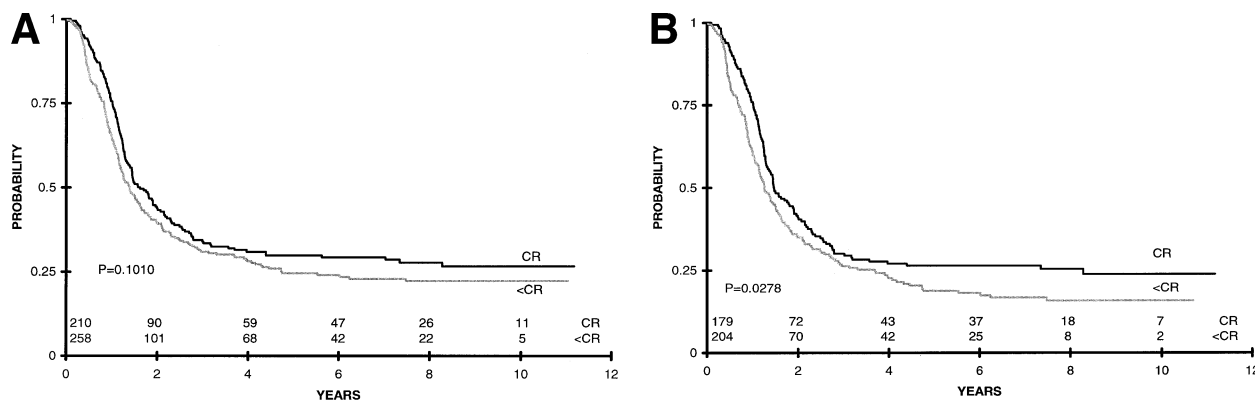 A
PROBABILITY
1
0.75
0.5
0.25
0
CR
<CR
P=0.1010
210 90 59 47 26 11 CR
258 101 68 42 22 5 <CR
0 2 4 6 8 10 12
YEARS
B
PROBABILITY
1
0.75
0.5
0.25
0
CR
<CR
P=0.0278
179 72 43 37 18 7 CR
204 70 42 25 8 2 <CR
0 2 4 6 8 10 12
YEARS